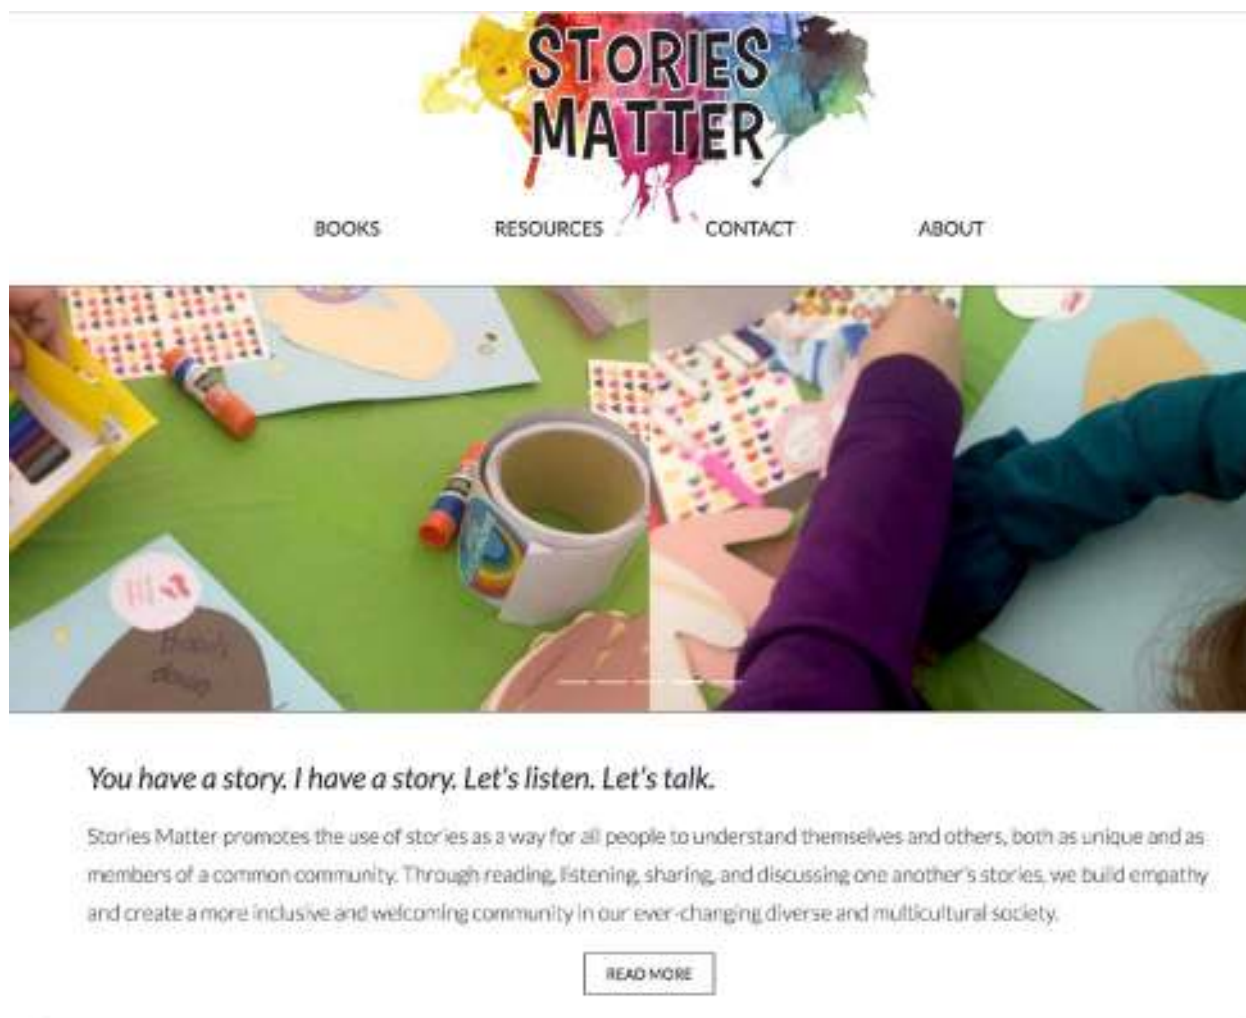 STORIES
MATTER
BOOKS RESOURCES CONTACT ABOUT
You have a story. I have a story. Let's listen. Let's talk.
Stories Matter promotes the use of stories as a way for all people to understand themselves and others, both as unique and as
members of a common community. Through reading, listening, sharing, and discussing one another's stories, we build empathy
and create a more inclusive and welcoming community in our ever-changing diverse and multicultural society.
READ MORE